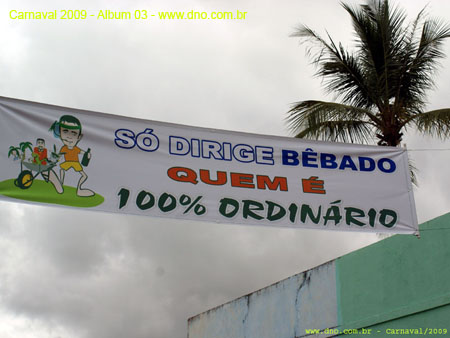 Carnaval 2009 - Album 03 - www.dno.com.br
SÓ DIRIGE BÊBADO
QUEM É
100% ORDINÁRIO
www.dno.com.br - Carnaval/2009